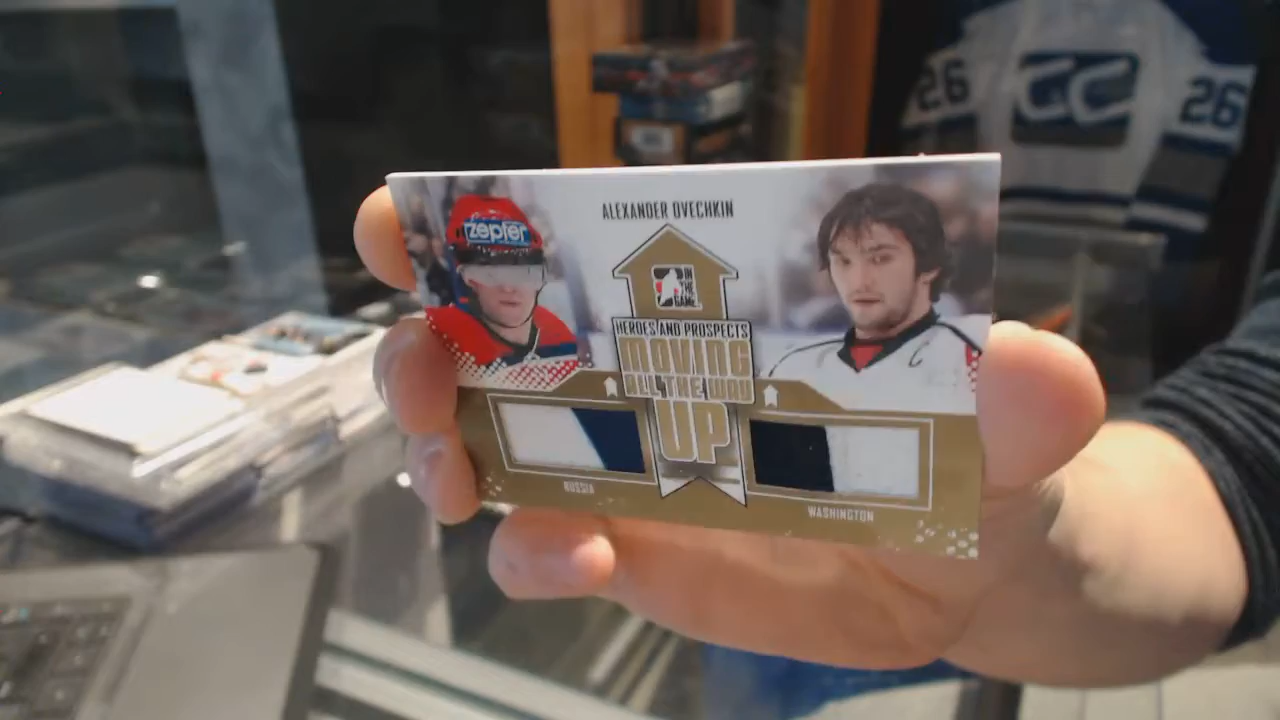 26
26
ALEXANDER OVECHKIN
zepter
IN
THE
GAME
HEROES AND PROSPECTS
MOVING
ALL THE WAY
UP
C
RUSSIA
WASHINGTON